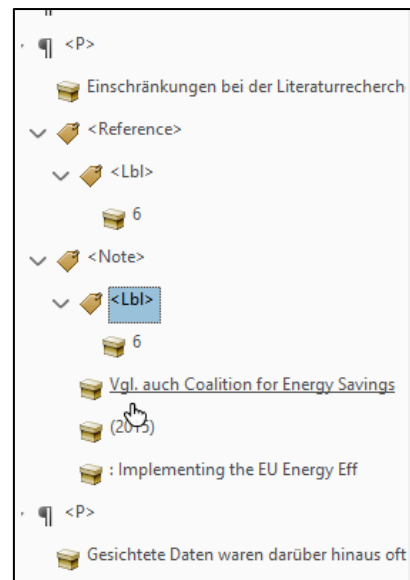 <P>
Einschränkungen bei der Literaturrecherch
<Reference>
<Lbl>
6
<Note>
<Lbl>
6
Vgl. auch Coalition for Energy Savings
(2015)
: Implementing the EU Energy Eff
<P>
Gesichtete Daten waren darüber hinaus oft